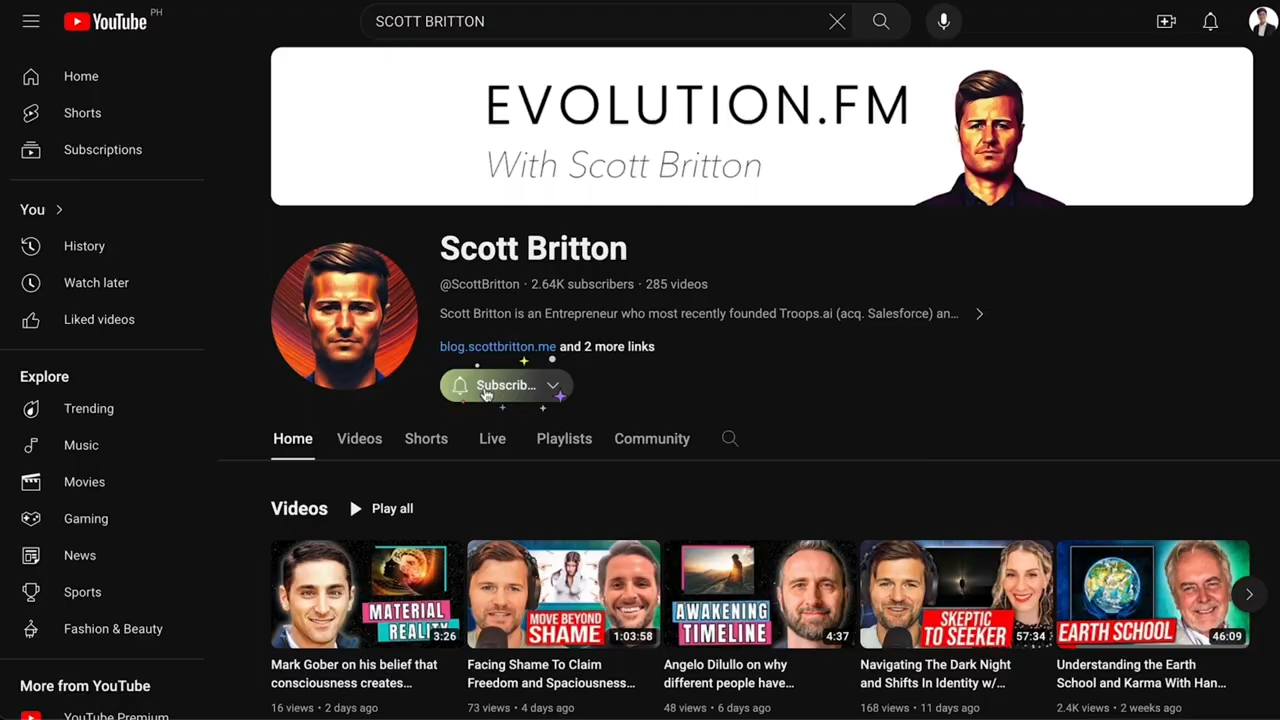 YouTube PH
SCOTT BRITTON
Home
Shorts
Subscriptions
You
History
Watch later
Liked videos
Explore
Trending
Music
Movies
Gaming
News
Sports
Fashion & Beauty
More from YouTube
YouTube Premium
EVOLUTION.FM
With Scott Britton
Scott Britton
@ScottBritton · 2.64K subscribers · 285 videos
Scott Britton is an Entrepreneur who most recently founded Troops.ai (acq. Salesforce) an...
blog.scottbritton.me and 2 more links
Subscrib...
Home Videos Shorts Live Playlists Community
Videos Play all
MATERIAL
REALITY
3:26
Mark Gober on his belief that
consciousness creates...
16 views · 2 days ago
MOVE BEYOND
SHAME
1:03:58
Facing Shame To Claim
Freedom and Spaciousness...
73 views · 4 days ago
AWAKENING
TIMELINE
4:37
Angelo Dilullo on why
different people have...
48 views · 6 days ago
SKEPTIC
TO SEEKER
57:34
Navigating The Dark Night
and Shifts In Identity w/...
168 views · 11 days ago
EARTH SCHOOL
46:09
Understanding the Earth
School and Karma With Han...
2.4K views · 2 weeks ago